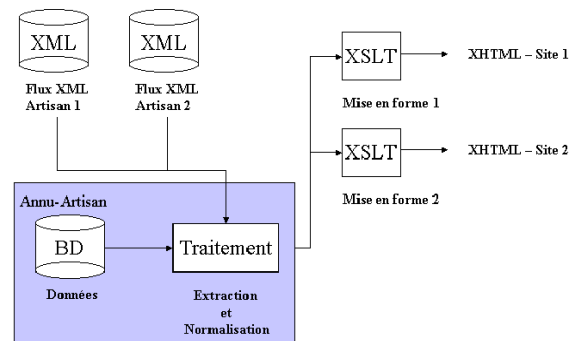 XML
XML
Flux XML
Artisan 1
Flux XML
Artisan 2
XSLT
XHTML – Site 1
Mise en forme 1
XSLT
XHTML – Site 2
Mise en forme 2
Annu-Artisan
BD
Traitement
Données
Extraction
et
Normalisation